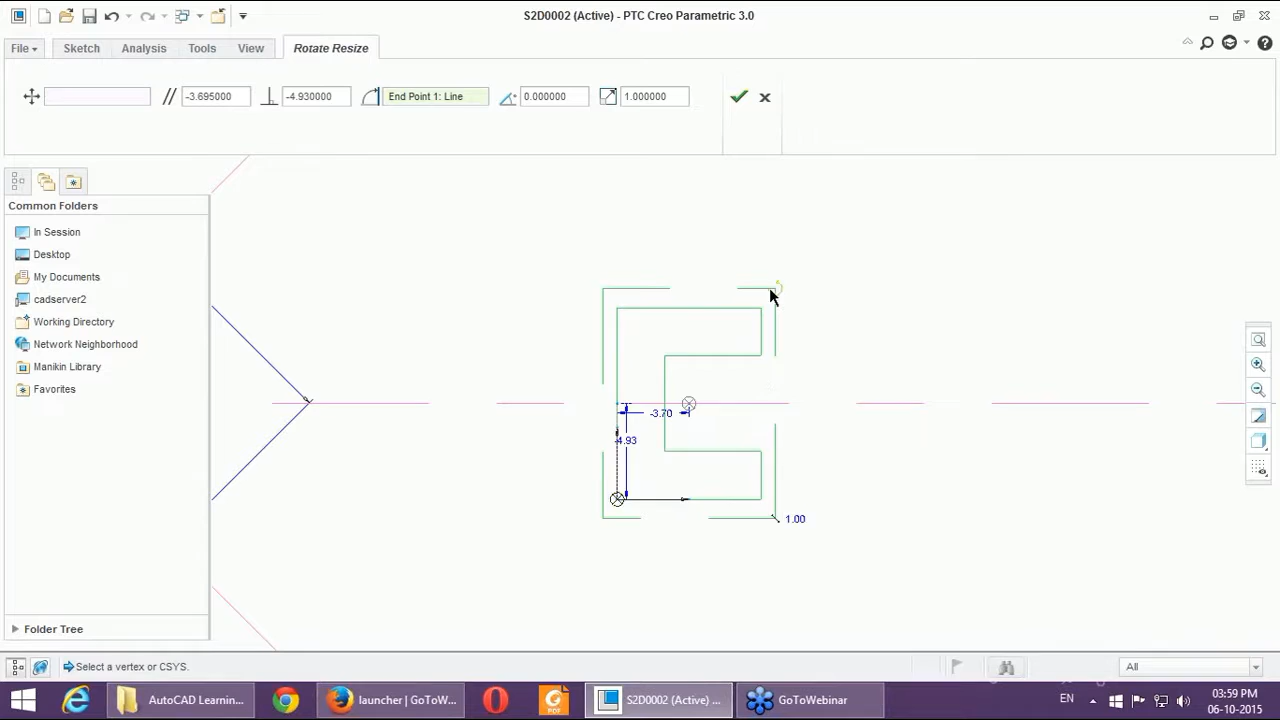 S2D0002 (Active) - PTC Creo Parametric 3.0
File
Sketch
Analysis
Tools
View
Rotate Resize
-3.695000
-4.930000
End Point 1: Line
0.000000
1.000000
Common Folders
In Session
Desktop
My Documents
cadserver2
Working Directory
Network Neighborhood
Manikin Library
Favorites
-3.70
4.93
1.00
Folder Tree
Select a vertex or CSYS.
All
AutoCAD Learnin...
launcher | GoToW...
PDF
S2D0002 (Active) ...
GoToWebinar
EN
03:59 PM
06-10-2015